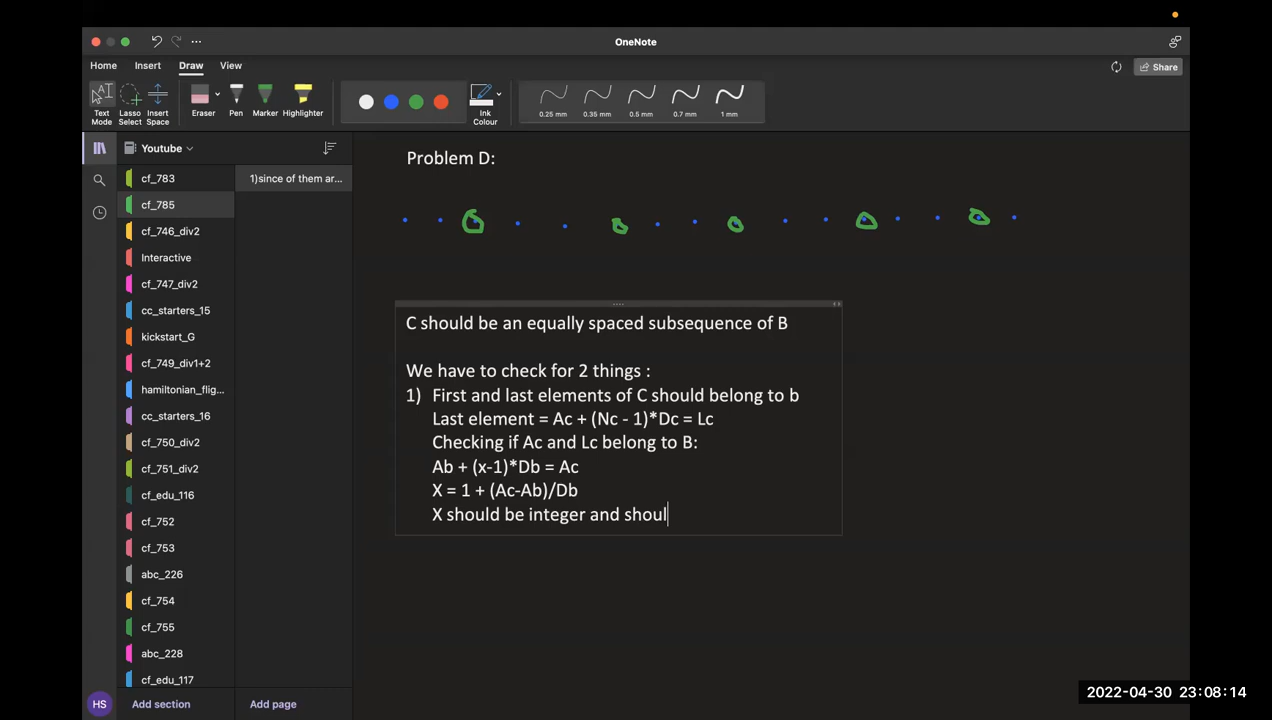 OneNote
Home Insert Draw View
Share
Text Mode
Lasso Select
Insert Space
Eraser
Pen
Marker
Highlighter
Ink Colour
0.25 mm
0.35 mm
0.5 mm
0.7 mm
1 mm
Youtube
cf_783
cf_785
cf_746_div2
Interactive
cf_747_div2
cc_starters_15
kickstart_G
cf_749_div1+2
hamiltonian_flig...
cc_starters_16
cf_750_div2
cf_751_div2
cf_edu_116
cf_752
cf_753
abc_226
cf_754
cf_755
abc_228
cf_edu_117
HS
Add section
1)since of them ar...
Add page
Problem D:
C should be an equally spaced subsequence of B
We have to check for 2 things :
1) First and last elements of C should belong to b
Last element = Ac + (Nc - 1)*Dc = Lc
Checking if Ac and Lc belong to B:
Ab + (x-1)*Db = Ac
X = 1 + (Ac-Ab)/Db
X should be integer and shoul
2022-04-30 23:08:14